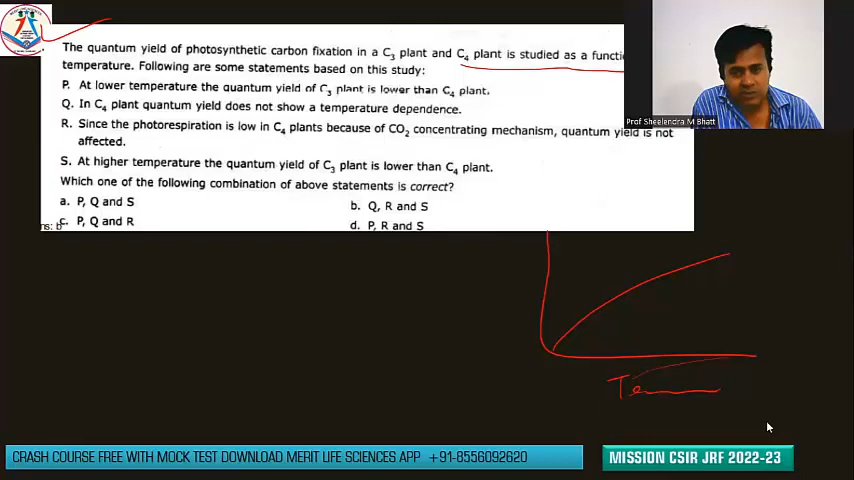 The quantum yield of photosynthetic carbon fixation in a C3 plant and C4 plant is studied as a
temperature. Following are some statements based on this study:
P. At lower temperature the quantum yield of C3 plant is lower than C4 plant.
Q. In C4 plant quantum yield does not show a temperature dependence.
R. Since the photorespiration is low in C4 plants because of CO2 concentrating mechanism, quantum yield is not
affected.
S. At higher temperature the quantum yield of C3 plant is lower than C4 plant.
Which one of the following combination of above statements is correct?
a. P, Q and S
b. Q, R and S
c. P, Q and R
d. P, R and S
ns: b
Prof Sheelendra M Bhatt
CRASH COURSE FREE WITH MOCK TEST DOWNLOAD MERIT LIFE SCIENCES APP +91-8556092620
MISSION CSIR JRF 2022-23